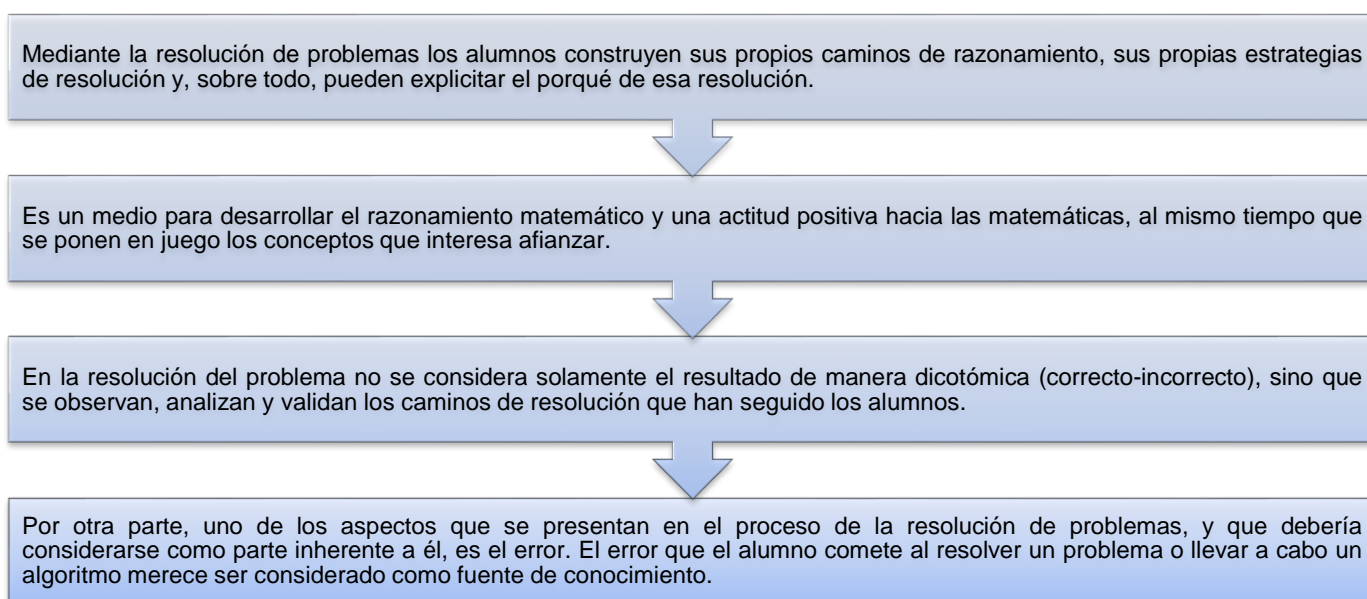 Mediante la resolución de problemas los alumnos construyen sus propios caminos de razonamiento, sus propias estrategias
de resolución y, sobre todo, pueden explicitar el porqué de esa resolución.
Es un medio para desarrollar el razonamiento matemático y una actitud positiva hacia las matemáticas, al mismo tiempo que
se ponen en juego los conceptos que interesa afianzar.
En la resolución del problema no se considera solamente el resultado de manera dicotómica (correcto-incorrecto), sino que
se observan, analizan y validan los caminos de resolución que han seguido los alumnos.
Por otra parte, uno de los aspectos que se presentan en el proceso de la resolución de problemas, y que debería
considerarse como parte inherente a él, es el error. El error que el alumno comete al resolver un problema o llevar a cabo un
algoritmo merece ser considerado como fuente de conocimiento.